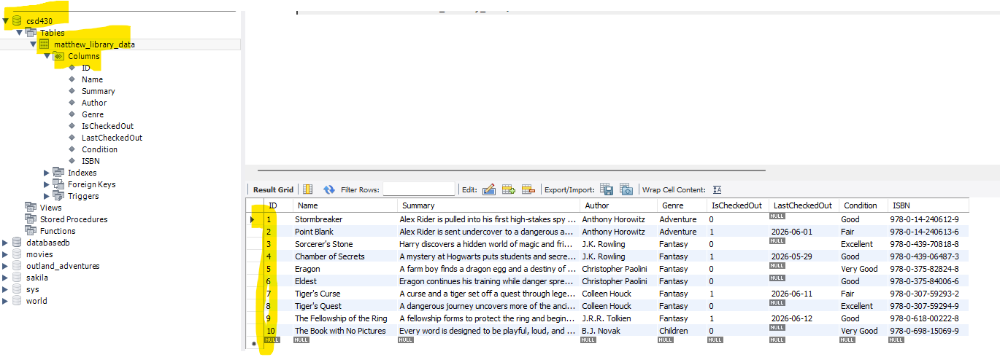 csd430
Tables
matthew_library_data
Columns
ID
Name
Summary
Author
Genre
IsCheckedOut
LastCheckedOut
Condition
ISBN
Indexes
Foreign Keys
Triggers
Views
Stored Procedures
Functions
databasedb
movies
outland_adventures
sakila
sys
world
Result Grid Filter Rows: Edit: Export/Import: Wrap Cell Content:
ID Name Summary Author Genre IsCheckedOut LastCheckedOut Condition ISBN
1 Stormbreaker Alex Rider is pulled into his first high-stakes spy ... Anthony Horowitz Adventure 0 NULL Good 978-0-14-240612-9
2 Point Blank Alex Rider is sent undercover to a dangerous a... Anthony Horowitz Adventure 1 2026-06-01 Fair 978-0-14-240613-6
3 Sorcerer's Stone Harry discovers a hidden world of magic and fri... J.K. Rowling Fantasy 0 NULL Excellent 978-0-439-70818-8
4 Chamber of Secrets A mystery at Hogwarts puts students and secre... J.K. Rowling Fantasy 1 2026-05-29 Good 978-0-439-06487-3
5 Eragon A farm boy finds a dragon egg and a destiny of ... Christopher Paolini Fantasy 0 NULL Very Good 978-0-375-82824-8
6 Eldest Eragon continues his training while danger spre... Christopher Paolini Fantasy 0 NULL Good 978-0-375-84006-6
7 Tiger's Curse A curse and a tiger set off a quest through lege... Colleen Houck Fantasy 1 2026-06-11 Fair 978-0-307-59293-2
8 Tiger's Quest A dangerous journey uncovers more of the anci... Colleen Houck Fantasy 0 NULL Excellent 978-0-307-59294-9
9 The Fellowship of the Ring A fellowship forms to protect the ring and begin... J.R.R. Tolkien Fantasy 1 2026-06-12 Good 978-0-618-00222-8
10 The Book with No Pictures Every word is designed to be playful, loud, and ... B.J. Novak Children 0 NULL Very Good 978-0-698-15069-9
NULL NULL NULL NULL NULL NULL NULL NULL NULL